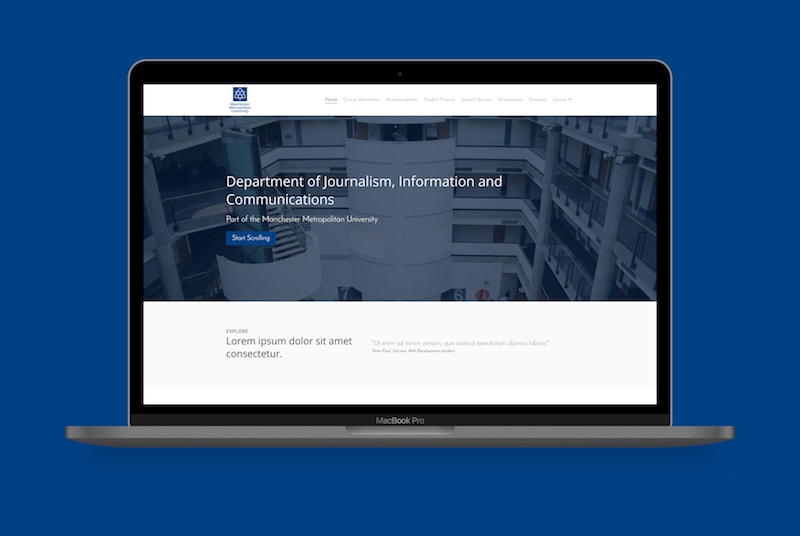 Manchester
Metropolitan
University
Home Course Information Accommodation Student Finance Student Services Employment Transport Leisure
Department of Journalism, Information and
Communications
Part of the Manchester Metropolitan University
Start Scrolling
7
6
EXPLORE
Lorem ipsum dolor sit amet
consectetur.
"Ut enim ad minim veniam, quis nostrud exercitation ullamco laboris."
Peter Ford, 3rd year Web Development student
MacBook Pro